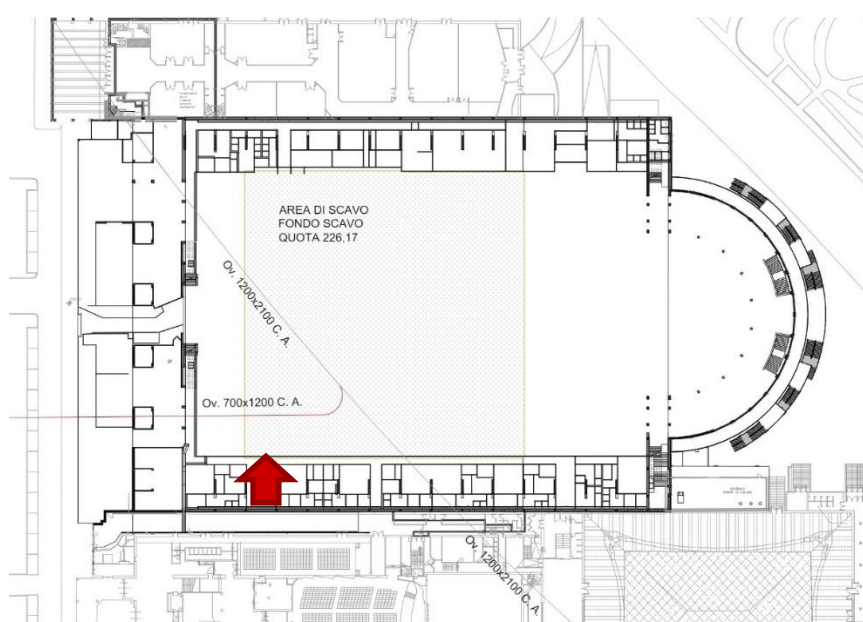 AREA DI SCAVO
FONDO SCAVO
QUOTA 226,17
Ov. 1200x2100 C. A.
Ov. 700x1200 C. A.
Ov. 1200x2100 C. A.